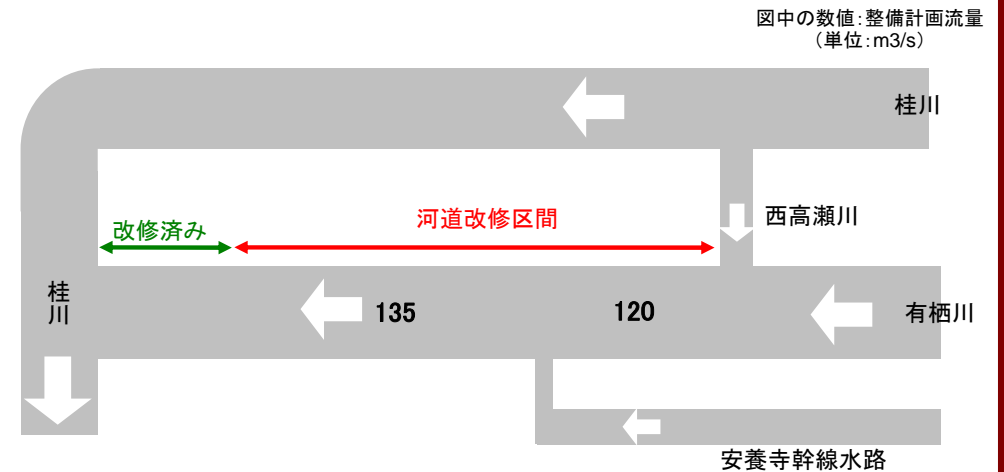 図中の数値:整備計画流量
(単位:m3/s)
桂川
西高瀬川
河道改修区間
改修済み
桂川
135
120
有栖川
安養寺幹線水路